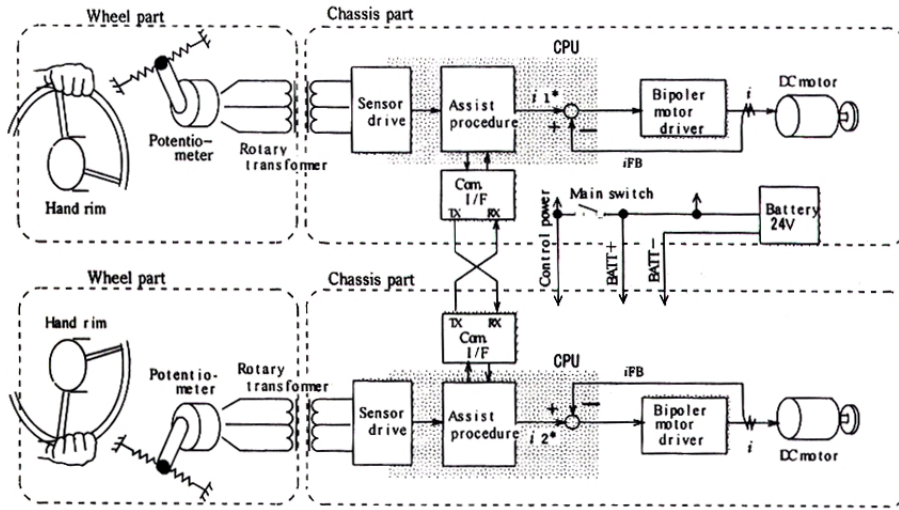 Wheel part
Chassis part
CPU
Sensor
drive
Assist
procedure
i 1*
+
−
Bipoler
motor
driver
i
DC motor
Potentio-
meter
Rotary
transformer
iFB
Hand rim
Com.
I/F
TX
RX
Control power
Main switch
BATT+
BATT−
Battery
24V
Wheel part
Chassis part
Hand rim
TX
RX
Com.
I/F
CPU
Potentio-
meter
Rotary
transformer
iFB
Sensor
drive
Assist
procedure
+
−
i 2*
Bipoler
motor
driver
i
DC motor